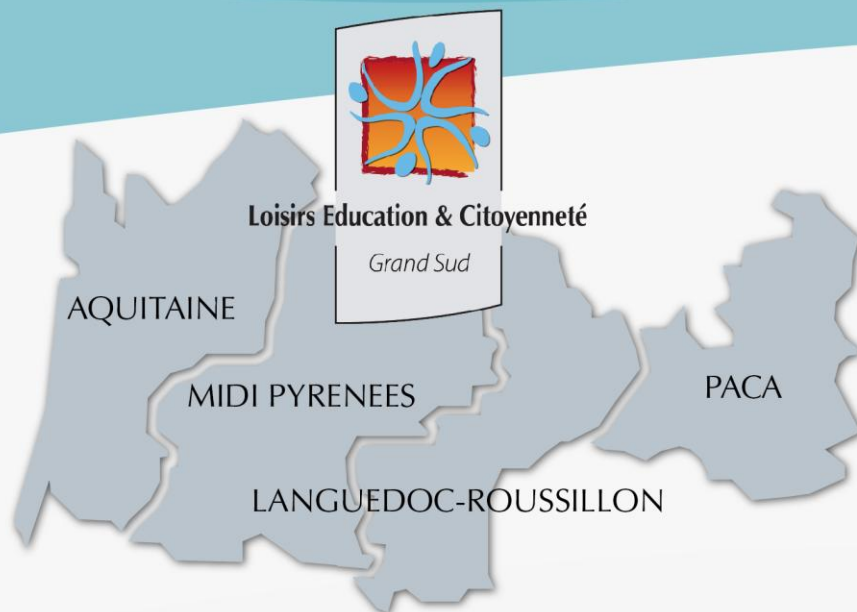 Loisirs Education & Citoyenneté
Grand Sud
AQUITAINE
MIDI PYRENEES
PACA
LANGUEDOC-ROUSSILLON